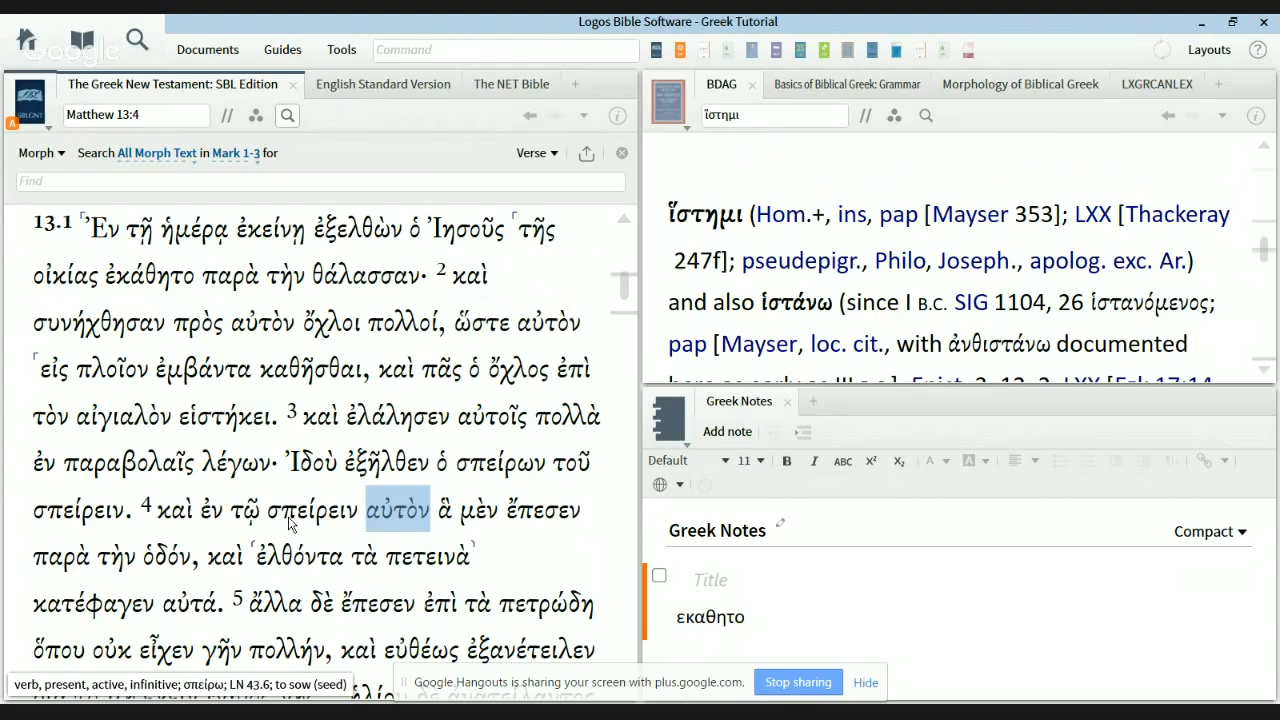 Logos Bible Software - Greek Tutorial
Google
Documents Guides Tools Command
Layouts
The Greek New Testament: SBL Edition English Standard Version The NET Bible
SBLGNT
A
Matthew 13:4
Morph Search All Morph Text in Mark 1-3 for Verse
Find
13.1 ⸀Ἐν τῇ ἡμέρᾳ ἐκείνῃ ἐξελθὼν ὁ Ἰησοῦς ⸀τῆς
οἰκίας ἐκάθητο παρὰ τὴν θάλασσαν· 2 καὶ
συνήχθησαν πρὸς αὐτὸν ὄχλοι πολλοί, ὥστε αὐτὸν
⸀εἰς πλοῖον ἐμβάντα καθῆσθαι, καὶ πᾶς ὁ ὄχλος ἐπὶ
τὸν αἰγιαλὸν εἱστήκει. 3 καὶ ἐλάλησεν αὐτοῖς πολλὰ
ἐν παραβολαῖς λέγων· Ἰδοὺ ἐξῆλθεν ὁ σπείρων τοῦ
σπείρειν. 4 καὶ ἐν τῷ σπείρειν αὐτὸν ἃ μὲν ἔπεσεν
παρὰ τὴν ὁδόν, καὶ ⸂ἐλθόντα τὰ πετεινὰ⸃
κατέφαγεν αὐτά. 5 ἄλλα δὲ ἔπεσεν ἐπὶ τὰ πετρώδη
ὅπου οὐκ εἶχεν γῆν πολλήν, καὶ εὐθέως ἐξανέτειλεν
verb, present, active, infinitive; σπείρω; LN 43.6; to sow (seed)
BDAG Basics of Biblical Greek: Grammar Morphology of Biblical Greek LXGRCANLEX
ἵστημι
ἵστημι (Hom.+, ins, pap [Mayser 353]; LXX [Thackeray
247f]; pseudepigr., Philo, Joseph., apolog. exc. Ar.)
and also ἱστάνω (since I B.C. SIG 1104, 26 ἱστανόμενος;
pap [Mayser, loc. cit., with ἀνθιστάνω documented
Greek Notes
Add note
Default 11 B I ABC X² X₂ A A
Greek Notes Compact
Title
εκαθητο
Google Hangouts is sharing your screen with plus.google.com. Stop sharing Hide